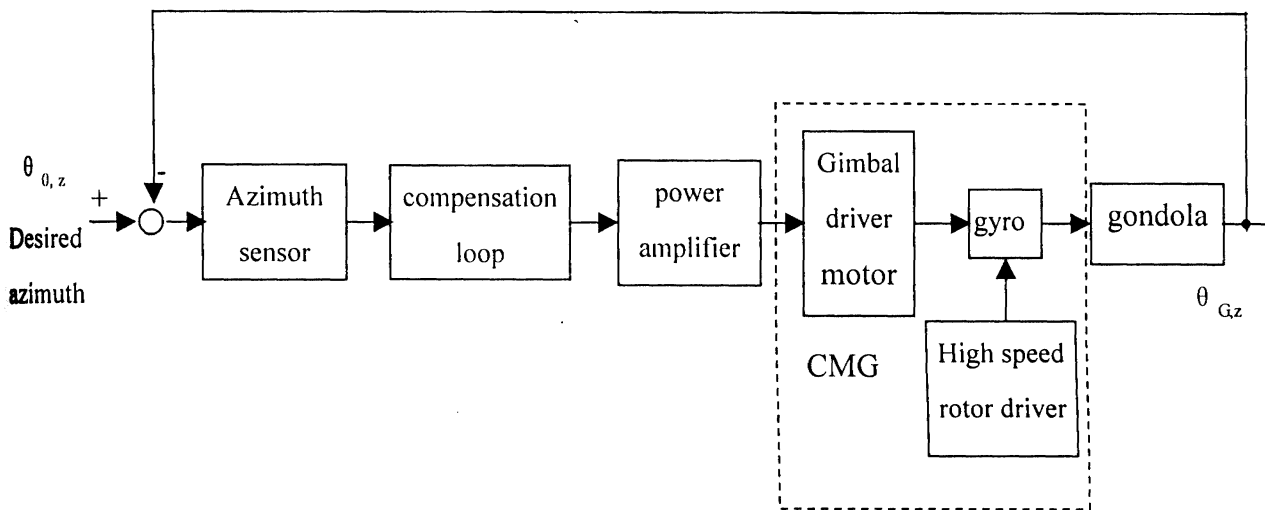 θ 0, z
+
-
Desired
azimuth
Azimuth
sensor
compensation
loop
power
amplifier
Gimbal
driver
motor
gyro
gondola
θ G,z
CMG
High speed
rotor driver